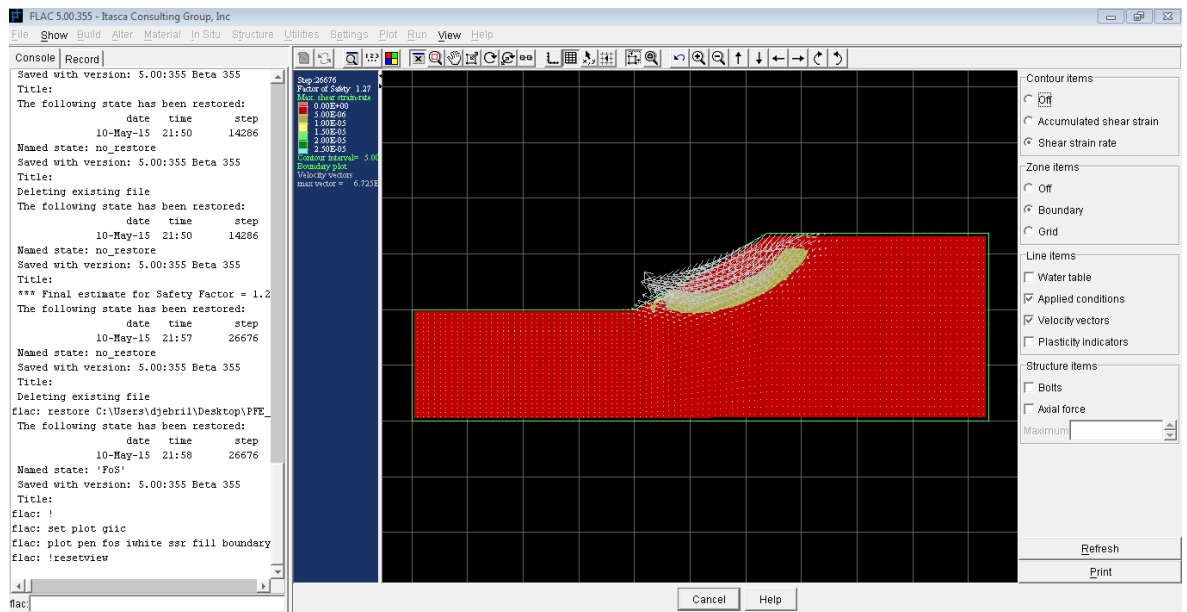 FLAC 5.00.355 - Itasca Consulting Group, Inc
File Show Build Alter Material In Situ Structure Utilities Settings Plot Run View Help
Console Record
Saved with version: 5.00:355 Beta 355
Title:
The following state has been restored:
date time step
10-May-15 21:50 14286
Named state: no_restore
Saved with version: 5.00:355 Beta 355
Title:
Deleting existing file
The following state has been restored:
date time step
10-May-15 21:50 14286
Named state: no_restore
Saved with version: 5.00:355 Beta 355
Title:
*** Final estimate for Safety Factor = 1.2
The following state has been restored:
date time step
10-May-15 21:57 26676
Named state: no_restore
Saved with version: 5.00:355 Beta 355
Title:
Deleting existing file
flac: restore C:\Users\djebril\Desktop\PFE_
The following state has been restored:
date time step
10-May-15 21:58 26676
Named state: 'FoS'
Saved with version: 5.00:355 Beta 355
Title:
flac: !
flac: set plot giic
flac: plot pen fos iwhite ssr fill boundary
flac: !resetview
flac:
1.2.3
Step 26676
Factor of Safety 1.27
Max. shear strain-rate
0.00E+00
5.00E-06
1.00E-05
1.50E-05
2.00E-05
2.50E-05
Contour interval= 5.00
Boundary plot
Velocity vectors
max vector = 6.725E
Cancel Help
Contour items
Off
Accumulated shear strain
Shear strain rate
Zone items
Off
Boundary
Grid
Line items
Water table
Applied conditions
Velocity vectors
Plasticity indicators
Structure items
Bolts
Axial force
Maximum
Refresh
Print